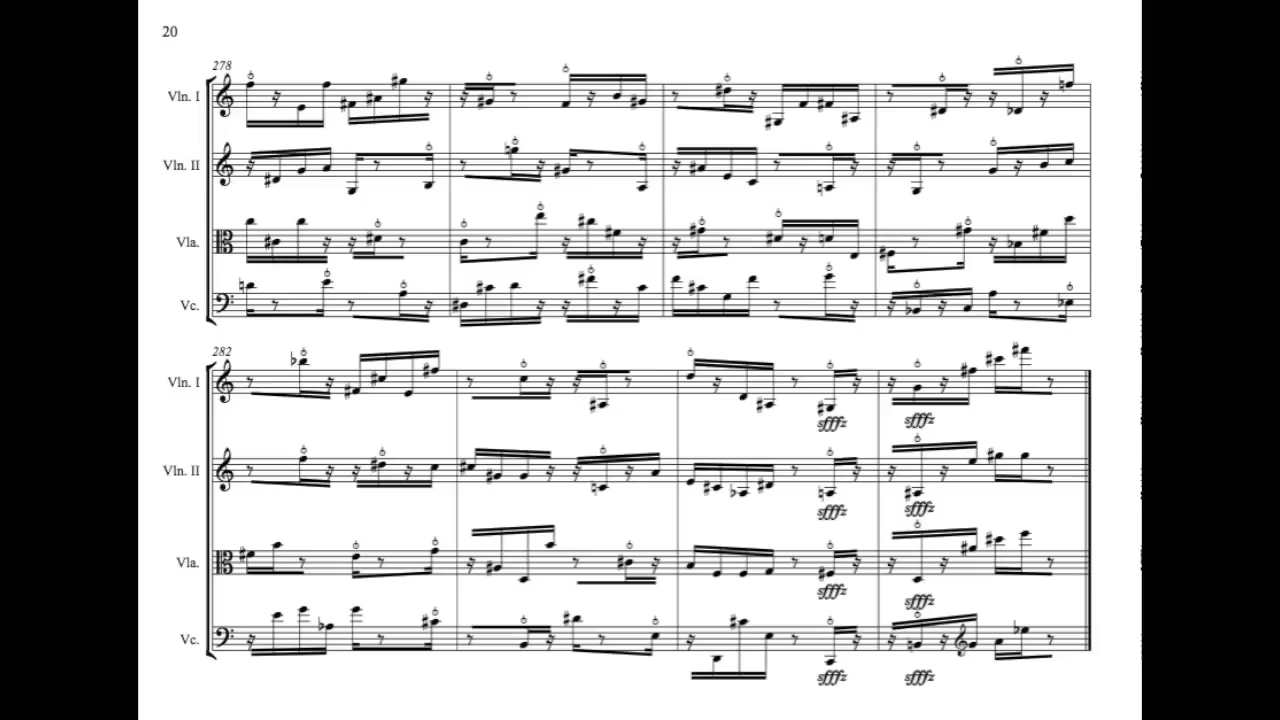 20
278
Vln. I
Vln. II
Vla.
Vc.
282
Vln. I
sfffz sfffz
Vln. II
sfffz sfffz
Vla.
sfffz sfffz
Vc.
sfffz sfffz